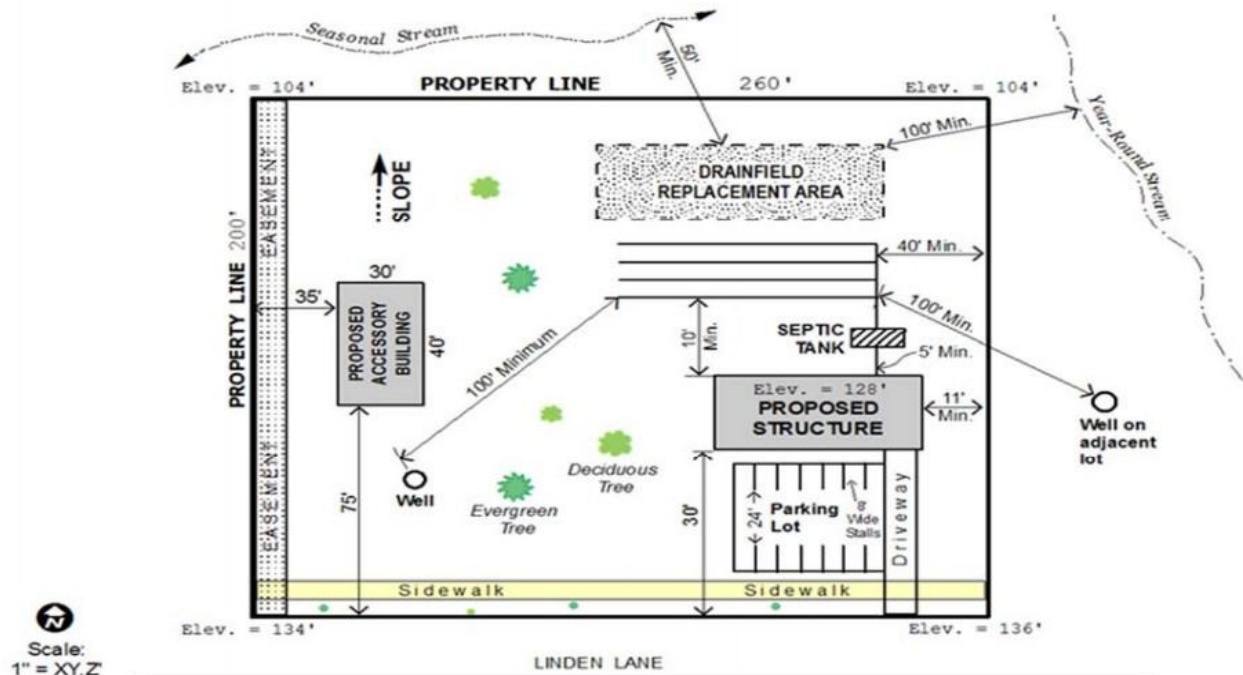 Seasonal Stream
50'
Min.
Elev. = 104'
PROPERTY LINE 260'
Elev. = 104'
100' Min.
Year-Round Stream
EASEMENT
SLOPE
DRAINFIELD
REPLACEMENT AREA
PROPERTY LINE 200'
40' Min.
30'
35'
PROPOSED
ACCESSORY
BUILDING
40'
100' Minimum
10'
Min.
SEPTIC
TANK
100' Min.
5' Min.
Elev. = 128'
PROPOSED
STRUCTURE
11'
Min.
Well on
adjacent
lot
Deciduous
Tree
EASEMENT
75'
Well
Evergreen
Tree
30'
24'
Parking
Lot
8'
Wide
Stalls
Driveway
Sidewalk
Sidewalk
N
Elev. = 134'
Elev. = 136'
Scale:
1" = XY.Z'
LINDEN LANE